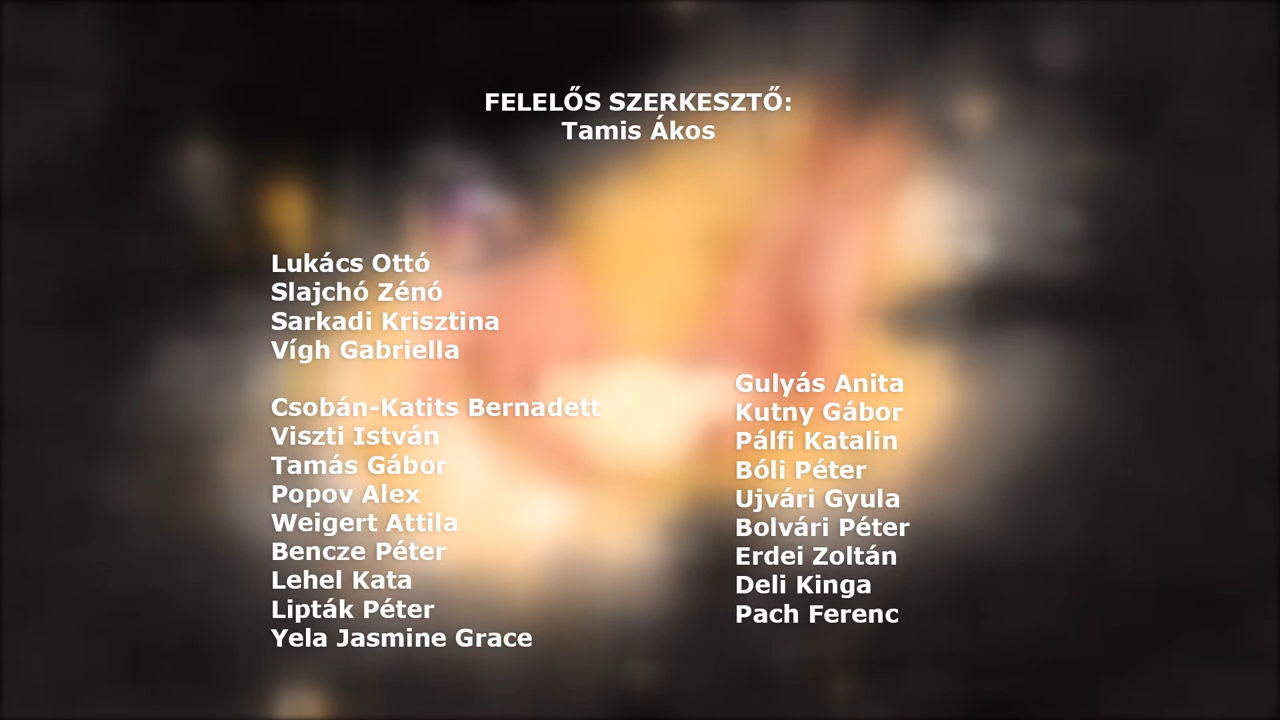 FELELŐS SZERKESZTŐ:
Tamis Ákos
Lukács Ottó
Slajchó Zénó
Sarkadi Krisztina
Vígh Gabriella
Csobán-Katits Bernadett
Viszti István
Tamás Gábor
Popov Alex
Weigert Attila
Bencze Péter
Lehel Kata
Lipták Péter
Yela Jasmine Grace
Gulyás Anita
Kutny Gábor
Pálfi Katalin
Bóli Péter
Ujvári Gyula
Bolvári Péter
Erdei Zoltán
Deli Kinga
Pach Ferenc